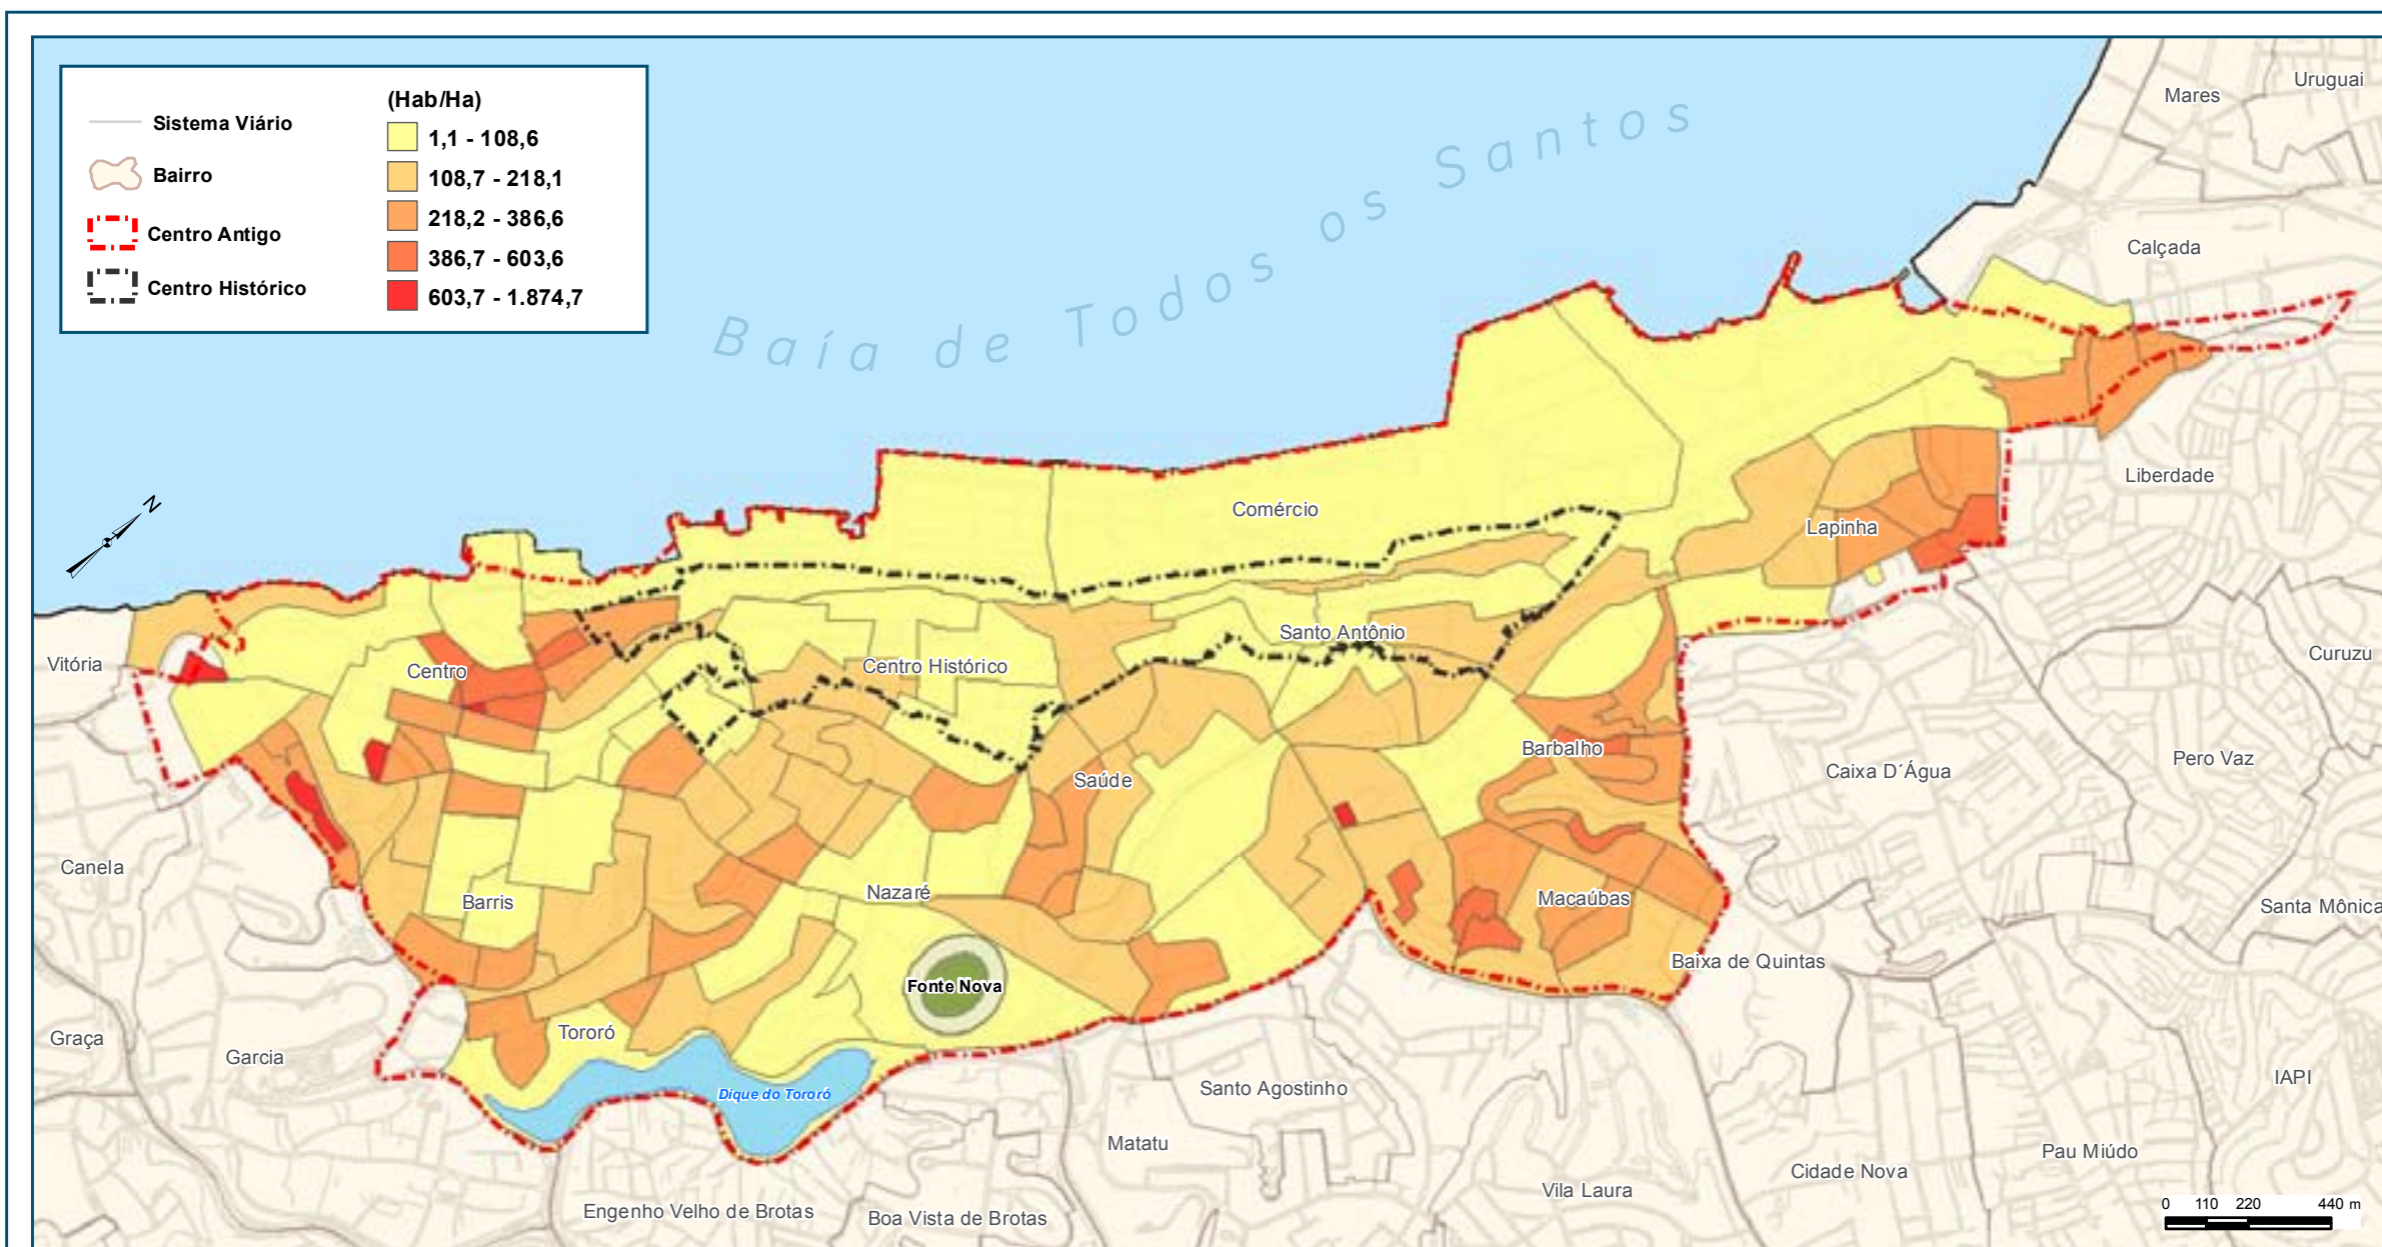 Sistema Viário
Bairro
Centro Antigo
Centro Histórico
(Hab/Ha)
1,1 - 108,6
108,7 - 218,1
218,2 - 386,6
386,7 - 603,6
603,7 - 1.874,7
Baía de Todos os Santos
N
Uruguai
Mares
Calçada
Liberdade
Comércio
Lapinha
Santo Antônio
Vitória
Centro
Centro Histórico
Curuzu
Barbalho
Saúde
Caixa D´Água
Pero Vaz
Canela
Nazaré
Barris
Macaúbas
Santa Mônica
Baixa de Quintas
Fonte Nova
Tororó
Graça
Garcia
Dique do Tororó
Santo Agostinho
IAPI
Matatu
Pau Miúdo
Cidade Nova
Vila Laura
Engenho Velho de Brotas
Boa Vista de Brotas
0 110 220 440 m